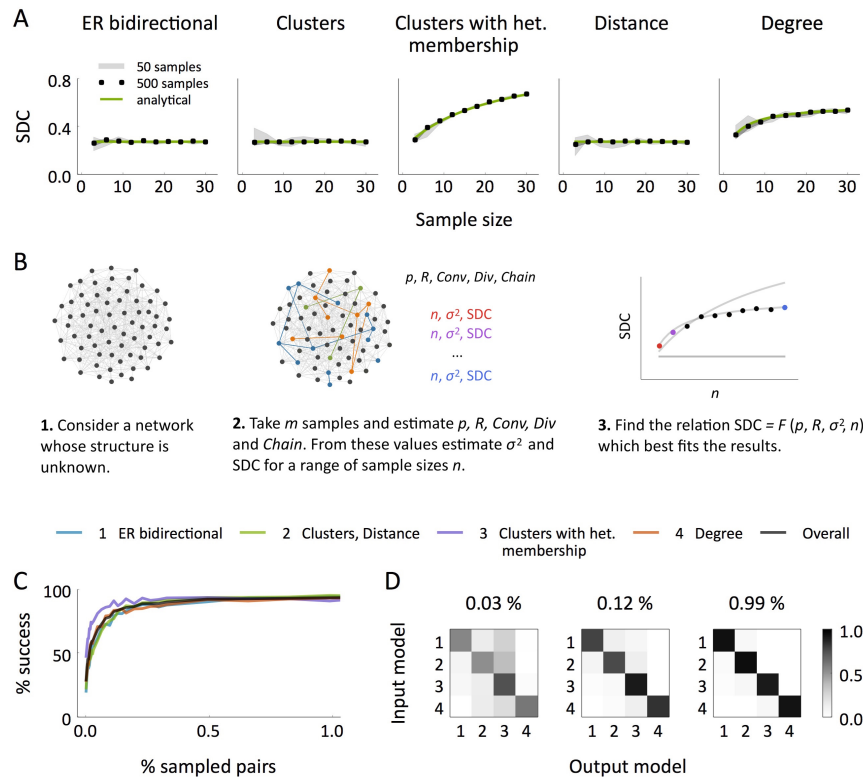 A
ER bidirectional
Clusters
Clusters with het.
membership
Distance
Degree
SDC
0.8
0.4
0.0
50 samples
500 samples
analytical
0 10 20 30
0 10 20 30
0 10 20 30
0 10 20 30
0 10 20 30
Sample size
B
p, R, Conv, Div, Chain
n, σ², SDC
n, σ², SDC
...
n, σ², SDC
SDC
n
1. Consider a network
whose structure is
unknown.
2. Take m samples and estimate p, R, Conv, Div
and Chain. From these values estimate σ² and
SDC for a range of sample sizes n.
3. Find the relation SDC = F (p, R, σ², n)
which best fits the results.
1 ER bidirectional
2 Clusters, Distance
3 Clusters with het.
membership
4 Degree
Overall
C
% success
100
50
0
0.0 0.5 1.0
% sampled pairs
D
0.03 %
0.12 %
0.99 %
Input model
1
2
3
4
1 2 3 4
1
2
3
4
1 2 3 4
1
2
3
4
1 2 3 4
Output model
1.0
0.5
0.0